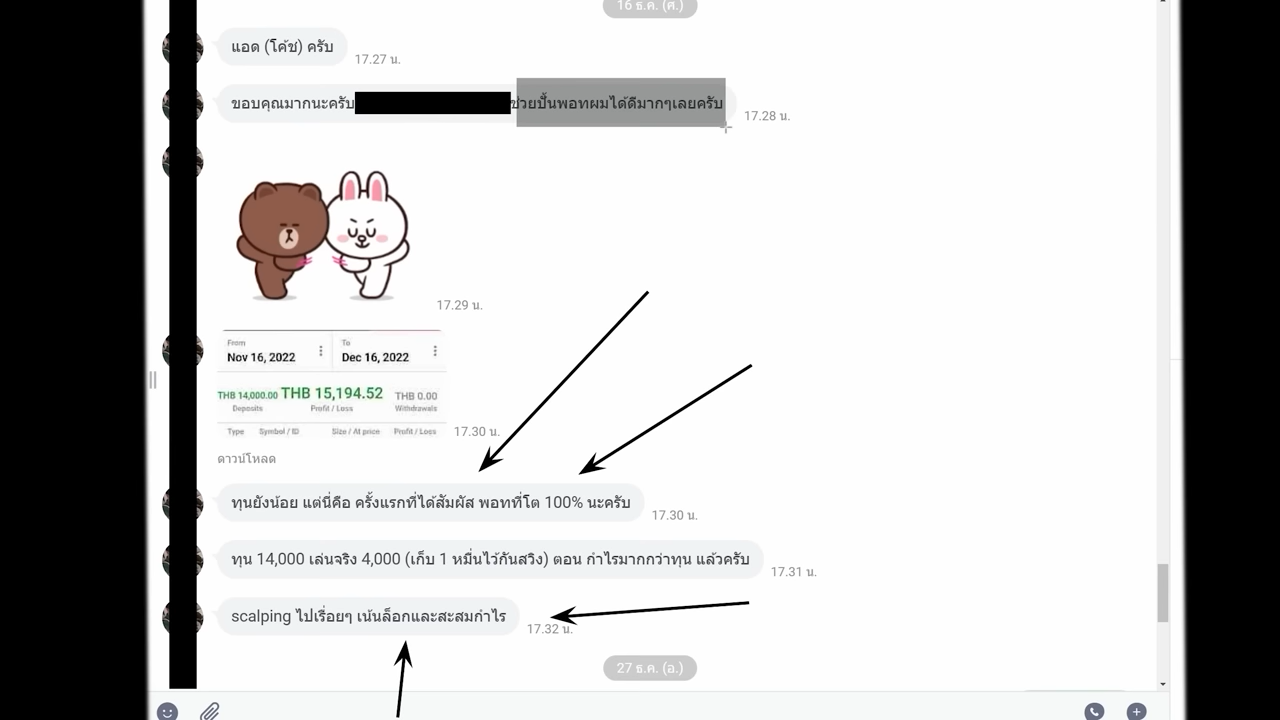 16 ธ.ค. (ศ.)
แอด (โค้ช) ครับ
17.27 น.
ขอบคุณมากนะครับ ช่วยปั้นพอทผมได้ดีมากๆเลยครับ
17.28 น.
17.29 น.
From To
Nov 16, 2022 Dec 16, 2022
THB 14,000.00 THB 15,194.52 THB 0.00
Deposits Profit / Loss Withdrawals
Type Symbol / ID Size / At price Profit / Loss
17.30 น.
ดาวน์โหลด
ทุนยังน้อย แต่นี่คือ ครั้งแรกที่ได้สัมผัส พอทที่โต 100% นะครับ
17.30 น.
ทุน 14,000 เล่นจริง 4,000 (เก็บ 1 หมื่นไว้กันสวิง) ตอน กำไรมากกว่าทุน แล้วครับ
17.31 น.
scalping ไปเรื่อยๆ เน้นล็อกและสะสมกำไร
17.32 น.
27 ธ.ค. (อ.)